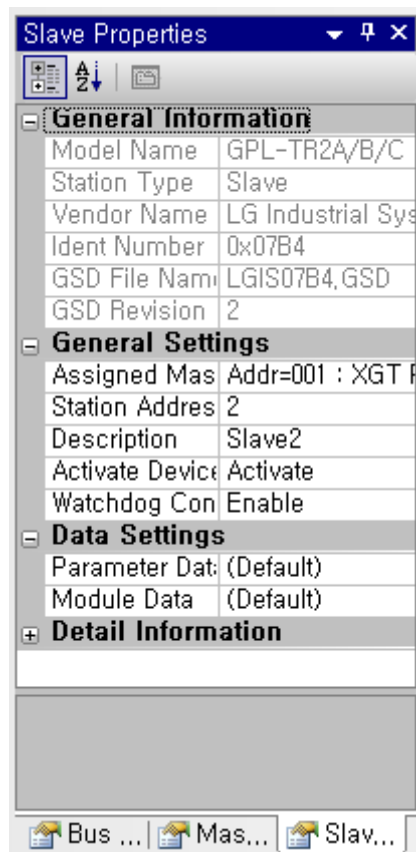 Slave Properties
General Information
Model Name GPL-TR2A/B/C
Station Type Slave
Vendor Name LG Industrial Sys
Ident Number 0x07B4
GSD File Nam LGIS07B4,GSD
GSD Revision 2
General Settings
Assigned Mas Addr=001 : XGT
Station Addres 2
Description Slave2
Activate Device Activate
Watchdog Con Enable
Data Settings
Parameter Dat (Default)
Module Data (Default)
Detail Information
Bus ... Mas... Slav...